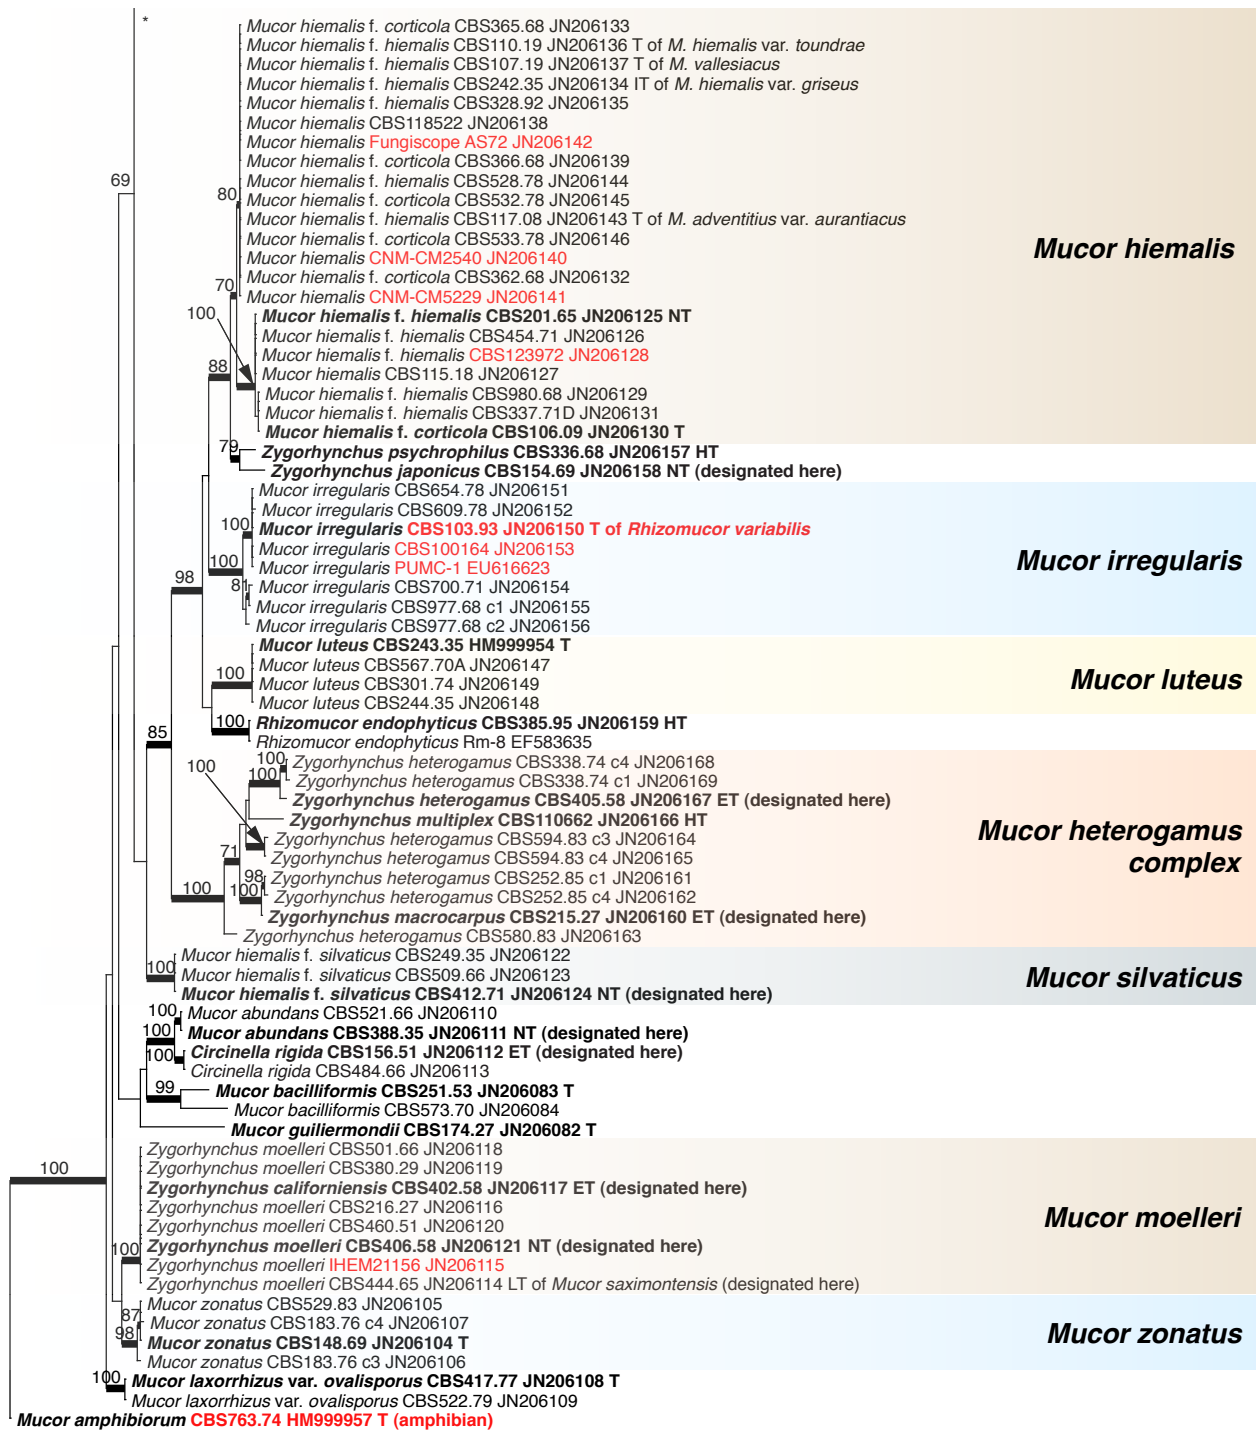 *
Mucor hiemalis f. corticola CBS365.68 JN206133
Mucor hiemalis f. hiemalis CBS110.19 JN206136 T of M. hiemalis var. toundrae
Mucor hiemalis f. hiemalis CBS107.19 JN206137 T of M. vallesiacus
Mucor hiemalis f. hiemalis CBS242.35 JN206134 IT of M. hiemalis var. griseus
Mucor hiemalis f. hiemalis CBS328.92 JN206135
Mucor hiemalis CBS118522 JN206138
Mucor hiemalis Fungiscope AS72 JN206142
Mucor hiemalis f. corticola CBS366.68 JN206139
69
Mucor hiemalis f. hiemalis CBS528.78 JN206144
80
Mucor hiemalis f. corticola CBS532.78 JN206145
Mucor hiemalis f. hiemalis CBS117.08 JN206143 T of M. adventitius var. aurantiacus
Mucor hiemalis f. corticola CBS533.78 JN206146
Mucor hiemalis
Mucor hiemalis CNM-CM2540 JN206140
Mucor hiemalis f. corticola CBS362.68 JN206132
70
Mucor hiemalis CNM-CM5229 JN206141
100
Mucor hiemalis f. hiemalis CBS201.65 JN206125 NT
Mucor hiemalis f. hiemalis CBS454.71 JN206126
Mucor hiemalis f. hiemalis CBS123972 JN206128
88
Mucor hiemalis CBS115.18 JN206127
Mucor hiemalis f. hiemalis CBS980.68 JN206129
Mucor hiemalis f. hiemalis CBS337.71D JN206131
Mucor hiemalis f. corticola CBS106.09 JN206130 T
79
Zygorhynchus psychrophilus CBS336.68 JN206157 HT
Zygorhynchus japonicus CBS154.69 JN206158 NT (designated here)
Mucor irregularis CBS654.78 JN206151
Mucor irregularis CBS609.78 JN206152
100
Mucor irregularis CBS103.93 JN206150 T of Rhizomucor variabilis
Mucor irregularis CBS100164 JN206153
Mucor irregularis
100
Mucor irregularis PUMC-1 EU616623
98
81
Mucor irregularis CBS700.71 JN206154
Mucor irregularis CBS977.68 c1 JN206155
Mucor irregularis CBS977.68 c2 JN206156
Mucor luteus CBS243.35 HM999954 T
Mucor luteus CBS567.70A JN206147
100
Mucor luteus CBS301.74 JN206149
Mucor luteus
Mucor luteus CBS244.35 JN206148
100
Rhizomucor endophyticus CBS385.95 JN206159 HT
85
Rhizomucor endophyticus Rm-8 EF583635
100
100
Zygorhynchus heterogamus CBS338.74 c4 JN206168
100
Zygorhynchus heterogamus CBS338.74 c1 JN206169
Zygorhynchus heterogamus CBS405.58 JN206167 ET (designated here)
Zygorhynchus multiplex CBS110662 JN206166 HT
Mucor heterogamus
complex
Zygorhynchus heterogamus CBS594.83 c3 JN206164
71
Zygorhynchus heterogamus CBS594.83 c4 JN206165
98
Zygorhynchus heterogamus CBS252.85 c1 JN206161
100
100
Zygorhynchus heterogamus CBS252.85 c4 JN206162
Zygorhynchus macrocarpus CBS215.27 JN206160 ET (designated here)
Zygorhynchus heterogamus CBS580.83 JN206163
Mucor hiemalis f. silvaticus CBS249.35 JN206122
100
Mucor hiemalis f. silvaticus CBS509.66 JN206123
Mucor silvaticus
Mucor hiemalis f. silvaticus CBS412.71 JN206124 NT (designated here)
100
Mucor abundans CBS521.66 JN206110
100
Mucor abundans CBS388.35 JN206111 NT (designated here)
100
Circinella rigida CBS156.51 JN206112 ET (designated here)
Circinella rigida CBS484.66 JN206113
99
Mucor bacilliformis CBS251.53 JN206083 T
Mucor bacilliformis CBS573.70 JN206084
Mucor guiliermondii CBS174.27 JN206082 T
Zygorhynchus moelleri CBS501.66 JN206118
100
Zygorhynchus moelleri CBS380.29 JN206119
Zygorhynchus californiensis CBS402.58 JN206117 ET (designated here)
Zygorhynchus moelleri CBS216.27 JN206116
Mucor moelleri
Zygorhynchus moelleri CBS460.51 JN206120
100
Zygorhynchus moelleri CBS406.58 JN206121 NT (designated here)
Zygorhynchus moelleri IHEM21156 JN206115
Zygorhynchus moelleri CBS444.65 JN206114 LT of Mucor saximontensis (designated here)
Mucor zonatus CBS529.83 JN206105
87
Mucor zonatus CBS183.76 c4 JN206107
98
Mucor zonatus CBS148.69 JN206104 T
Mucor zonatus
Mucor zonatus CBS183.76 c3 JN206106
100
Mucor laxorrhizus var. ovalisporus CBS417.77 JN206108 T
Mucor laxorrhizus var. ovalisporus CBS522.79 JN206109
Mucor amphibiorum CBS763.74 HM999957 T (amphibian)